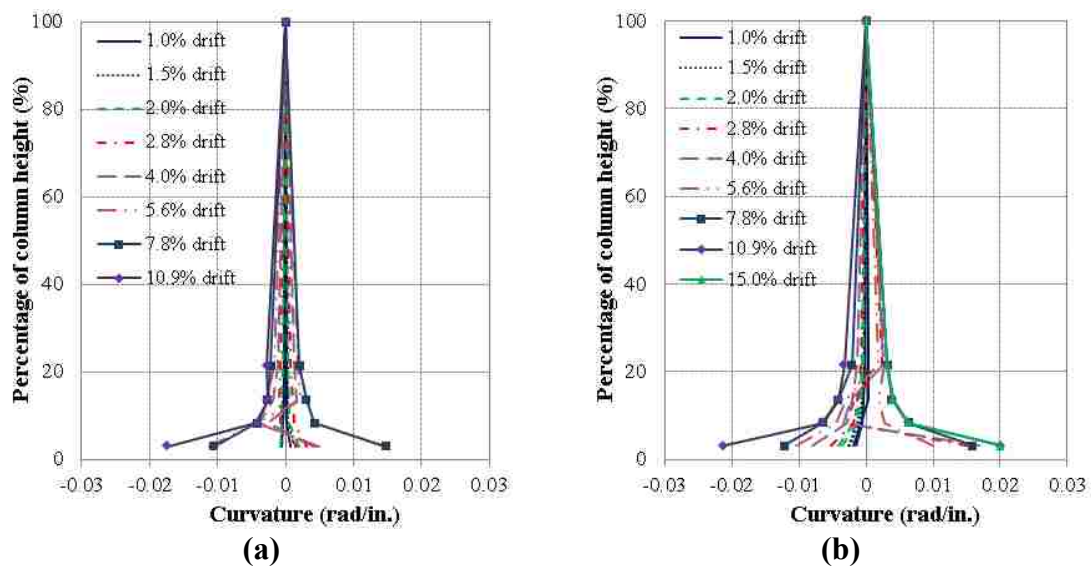 Percentage of column height (%)
100
80
60
40
20
0
1.0% drift
1.5% drift
2.0% drift
2.8% drift
4.0% drift
5.6% drift
7.8% drift
10.9% drift
-0.03
-0.02
-0.01
0
0.01
0.02
0.03
Curvature (rad/in.)
(a)
Percentage of column height (%)
100
80
60
40
20
0
1.0% drift
1.5% drift
2.0% drift
2.8% drift
4.0% drift
5.6% drift
7.8% drift
10.9% drift
15.0% drift
-0.03
-0.02
-0.01
0
0.01
0.02
0.03
Curvature (rad/in.)
(b)